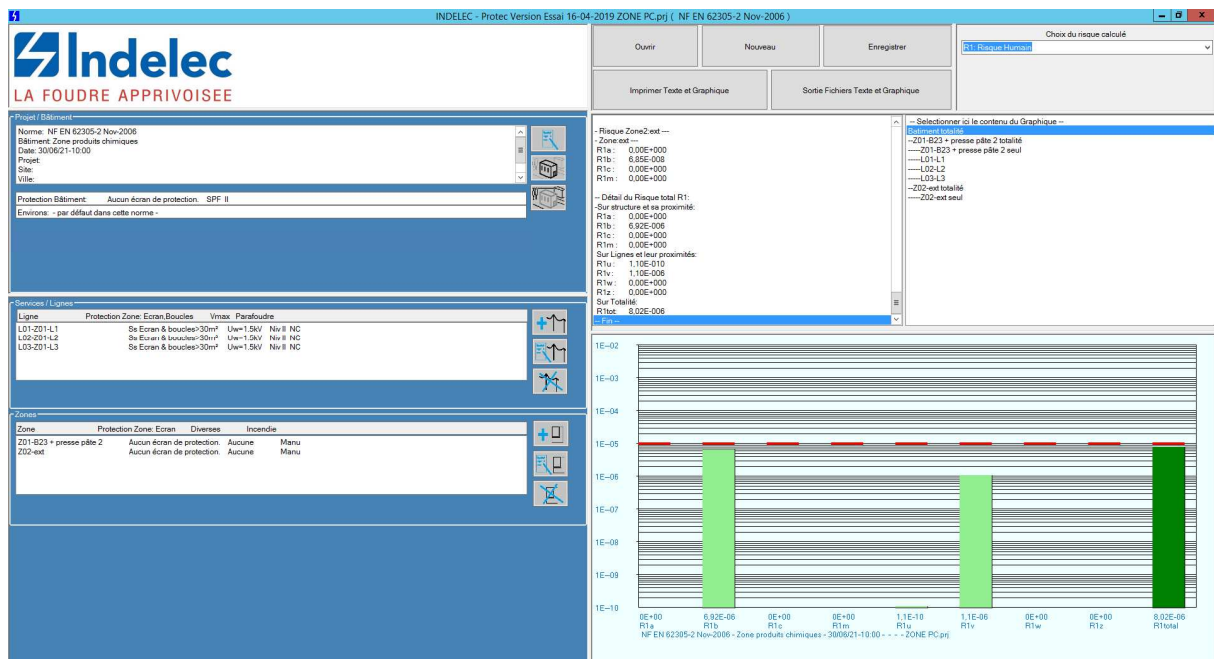 INDELEC - Protec Version Essai 16-04-2019 ZONE PC.prj ( NF EN 62305-2 Nov-2006 )
Indelec
LA FOUDRE APPRIVOISEE
Ouvrir
Nouveau
Enregistrer
Imprimer Texte et Graphique
Sortie Fichiers Texte et Graphique
Choix du risque calculé
R1: Risque Humain
Projet / Bâtiment
Norme: NF EN 62305-2 Nov-2006
Bâtiment: Zone produits chimiques
Date: 30/06/21-10:00
Projet:
Site:
Ville:
Protection Bâtiment: Aucun écran de protection. SPF II
Environs: - par défaut dans cette norme -
Services / Lignes
Ligne Protection Zone: Ecran,Boucles Vmax Parafoudre
L01-Z01-L1 Ss Ecran & boucles>30m² Uw=1.5kV Niv II NC
L02-Z01-L2 Ss Ecran & boucles>30m² Uw=1.5kV Niv II NC
L03-Z01-L3 Ss Ecran & boucles>30m² Uw=1.5kV Niv II NC
Zones
Zone Protection Zone: Ecran Diverses Incendie
Z01-B23 + presse pâte 2 Aucun écran de protection. Aucune Manu
Z02-ext Aucun écran de protection. Aucune Manu
- Risque Zone2:ext ---
- Zone:ext ---
R1a : 0,00E+000
R1b : 6,85E-008
R1c : 0,00E+000
R1m : 0,00E+000
-- Détail du Risque total R1:
-Sur structure et sa proximité:
R1a : 0,00E+000
R1b : 6,92E-006
R1c : 0,00E+000
R1m : 0,00E+000
Sur Lignes et leur proximités:
R1u : 1,10E-010
R1v : 1,10E-006
R1w : 0,00E+000
R1z : 0,00E+000
Sur Totalité:
R1tot: 8,02E-006
-- Fin --
-- Selectionner ici le contenu du Graphique --
Batiment totalité
--Z01-B23 + presse pâte 2 totalité
-----Z01-B23 + presse pâte 2 seul
-----L01-L1
-----L02-L2
-----L03-L3
--Z02-ext totalité
-----Z02-ext seul
1E-02
1E-03
1E-04
1E-05
1E-06
1E-07
1E-08
1E-09
1E-10
0E+00 6,92E-06 0E+00 0E+00 1,1E-10 1,1E-06 0E+00 0E+00 8,02E-06
R1a R1b R1c R1m R1u R1v R1w R1z R1total
NF EN 62305-2 Nov-2006 - Zone produits chimiques - 30/06/21-10:00 - - - - ZONE PC.prj